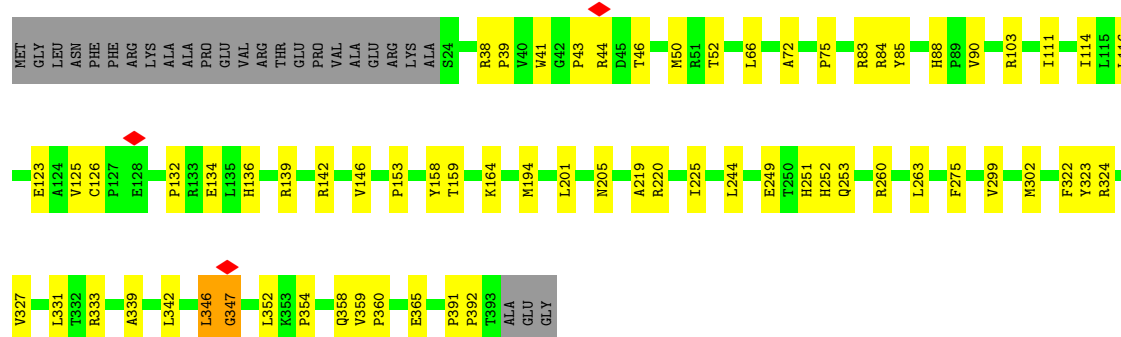 MET GLY LEU ASN PHE PHE ARG LYS ALA ALA PRO GLU VAL ARG THR GLU PRO VAL ALA GLU ARG LYS ALA S24 R38 P39 V40 W41 G42 P43 R44 D45 T46 M50 R51 T52 L66 A72 P75 R83 R84 Y85 H88 P89 V90 R103 I111 I114 L115
E123 A124 V125 C126 P127 E128 P132 R133 E134 L135 H136 R139 R142 V146 P153 Y158 T159 K164 M194 L201 N205 A219 R220 I225 L244 E249 T250 H251 H252 Q253 R260 L263 F275 V299 M302 F322 Y323 R324
V327 L331 T332 R333 A339 L342 L346 G347 L352 K353 P354 Q358 V359 P360 E365 P391 P392 T393 ALA GLU GLY